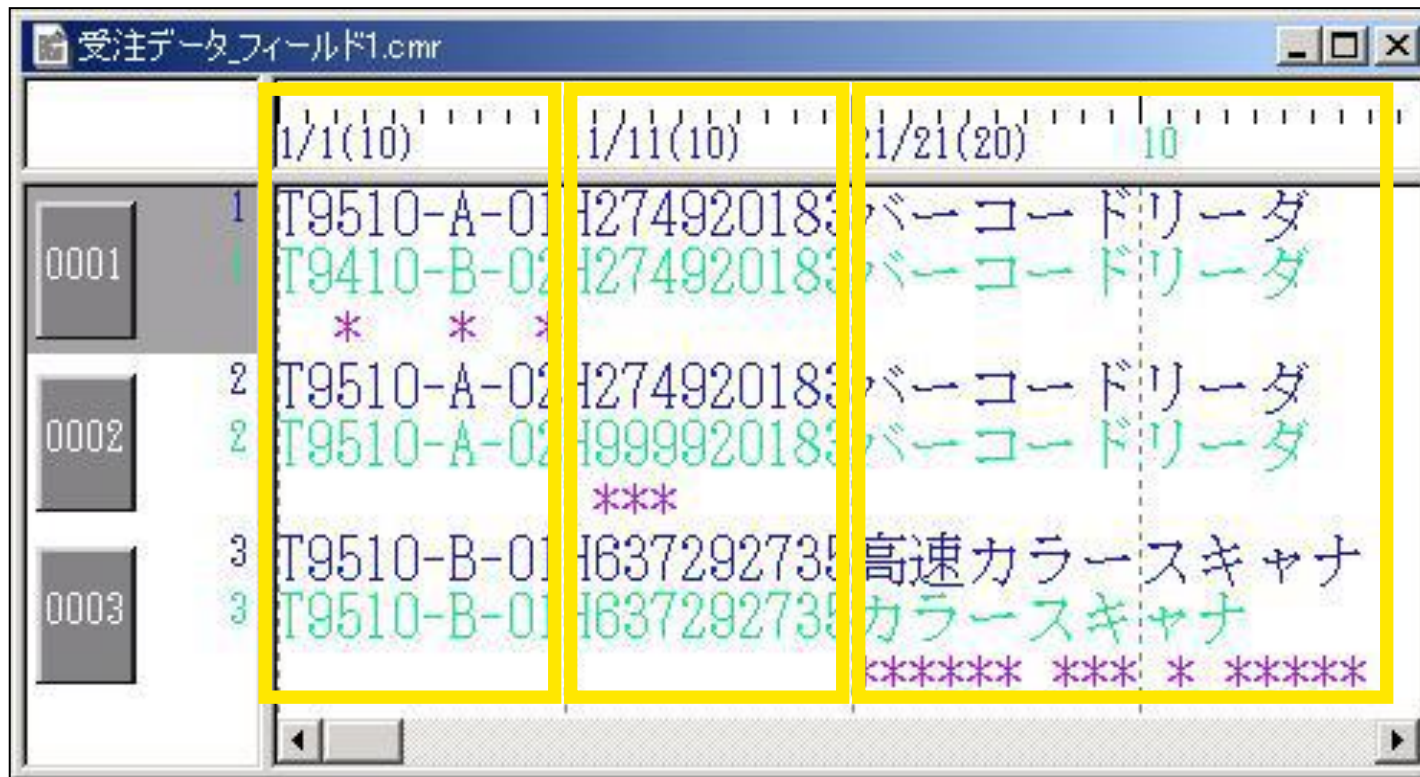 受注データ_フィールド1.cmr
1/1(10) 11/11(10) 21/21(20) 10
0001 1 T9510-A-01 H274920183 バーコードリーダ
4 T9410-B-02 H274920183 バーコードリーダ
* * *
0002 2 T9510-A-02 H274920183 バーコードリーダ
2 T9510-A-02 H999920183 バーコードリーダ
***
0003 3 T9510-B-01 H637292735 高速カラースキャナ
3 T9510-B-01 H637292735 カラースキャナ
****** *** * *****